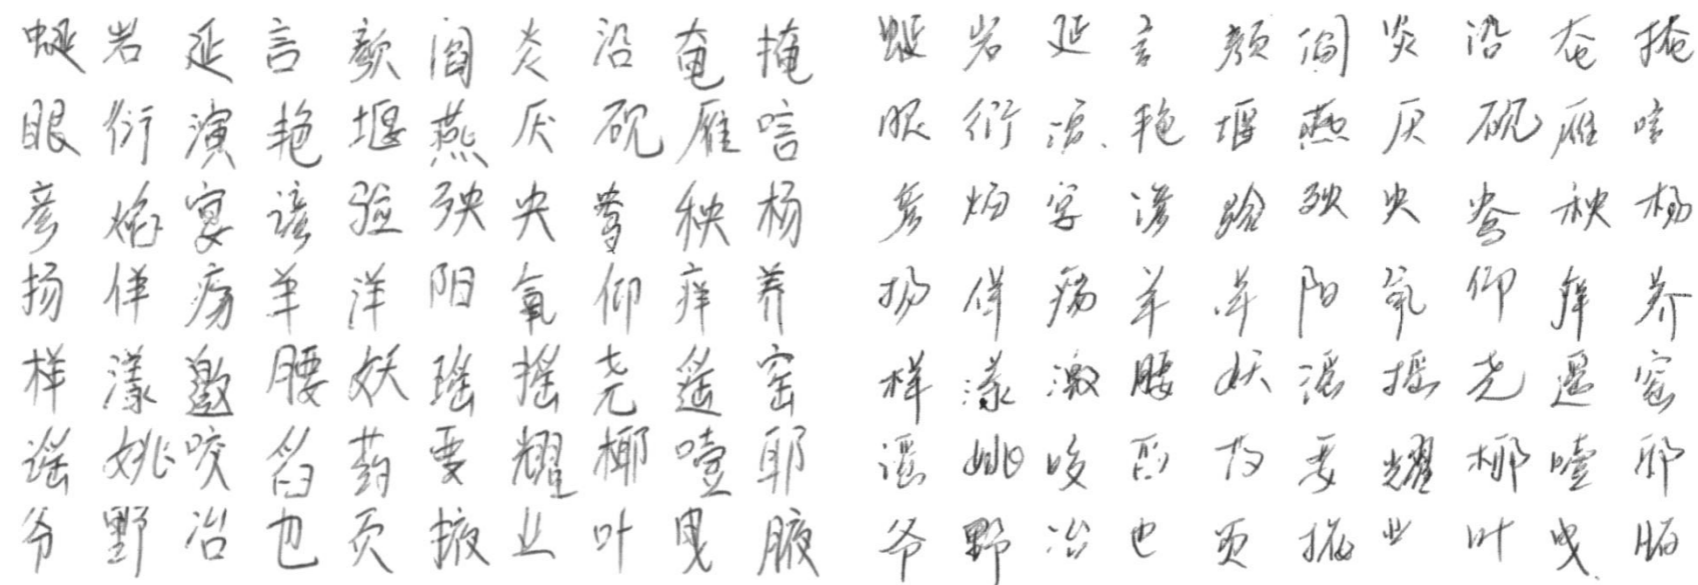 蜒岩延言颜阎炎沿奄掩
眼衍演艳堰燕厌砚雁唁
彦焰宴谚验殃央鸯秧杨
扬佯疡羊洋阳氧仰痒养
样漾邀腰妖瑶摇尧遥窑
谣姚咬舀药要耀椰噎耶
爷野冶也页掖业叶曳腋
蜒岩延言颜阎炎沿奄掩
眼衍演艳堰燕厌砚雁唁
彦焰宴谚验殃央鸯秧杨
扬佯疡羊洋阳氧仰痒养
样漾邀腰妖瑶摇尧遥窑
谣姚咬舀药要耀椰噎耶
爷野冶也页掖业叶曳腋